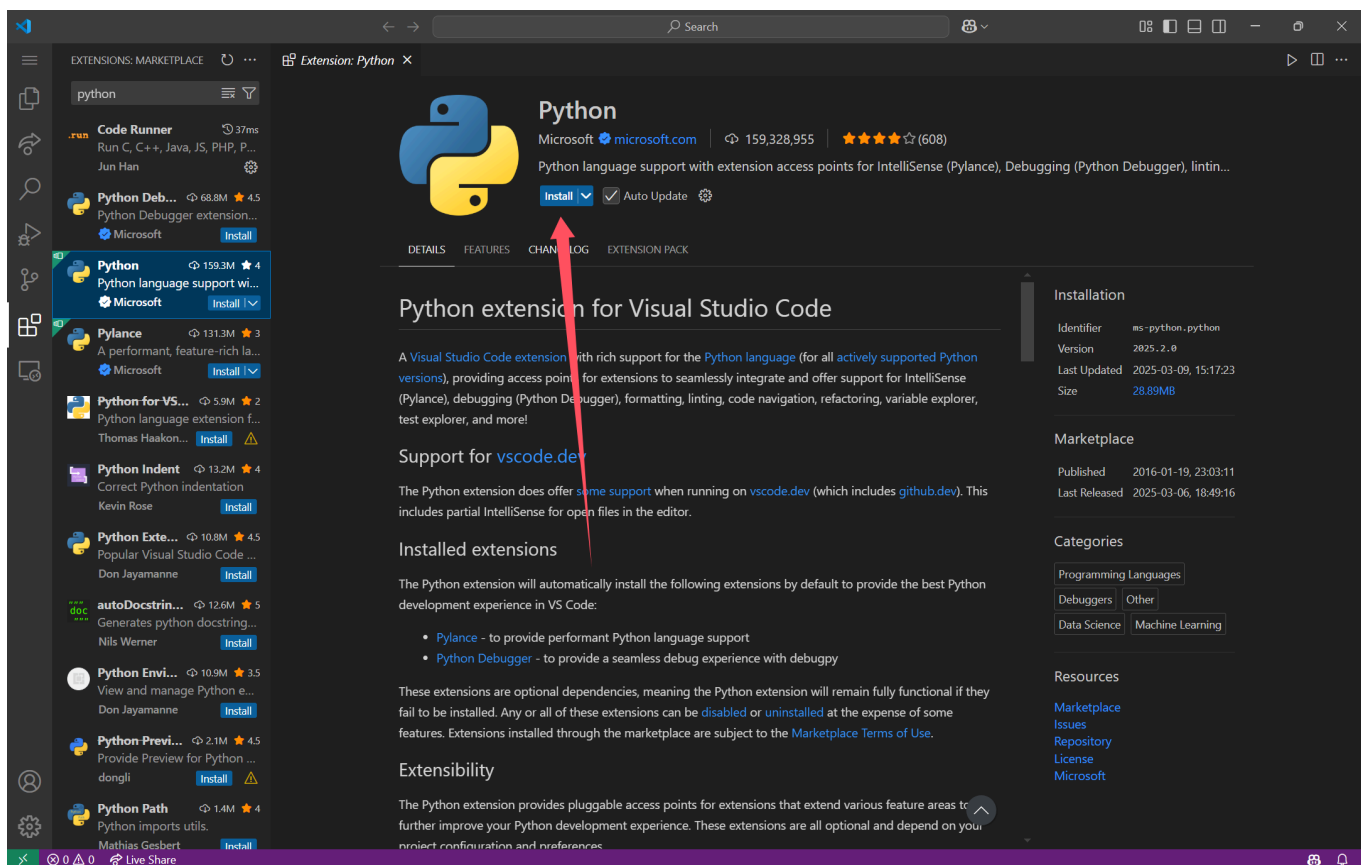 Search
EXTENSIONS: MARKETPLACE
python
.run
Code Runner 37ms
Run C, C++, Java, JS, PHP, P...
Jun Han
Python Deb... 68.8M 4.5
Python Debugger extension...
Microsoft Install
Python 159.3M 4
Python language support wi...
Microsoft Install
Pylance 131.3M 3
A performant, feature-rich la...
Microsoft Install
Python for VS... 5.9M 2
Python language extension f...
Thomas Haakon... Install
Python Indent 13.2M 4
Correct Python indentation
Kevin Rose Install
Python Exte... 10.8M 4.5
Popular Visual Studio Code ...
Don Jayamanne Install
doc
autoDocstrin... 12.6M 5
Generates python docstring...
Nils Werner Install
Python Envi... 10.9M 3.5
View and manage Python e...
Don Jayamanne Install
Python Previ... 2.1M 4.5
Provide Preview for Python ...
dongli Install
Python Path 1.4M 4
Python imports utils.
Mathias Gesbert Install
Extension: Python
Python
Microsoft microsoft.com 159,328,955 (608)
Python language support with extension access points for IntelliSense (Pylance), Debugging (Python Debugger), lintin...
Install Auto Update
DETAILS FEATURES CHANGELOG EXTENSION PACK
Python extension for Visual Studio Code
A Visual Studio Code extension with rich support for the Python language (for all actively supported Python
versions), providing access points for extensions to seamlessly integrate and offer support for IntelliSense
(Pylance), debugging (Python Debugger), formatting, linting, code navigation, refactoring, variable explorer,
test explorer, and more!
Support for vscode.dev
The Python extension does offer some support when running on vscode.dev (which includes github.dev). This
includes partial IntelliSense for open files in the editor.
Installed extensions
The Python extension will automatically install the following extensions by default to provide the best Python
development experience in VS Code:
• Pylance - to provide performant Python language support
• Python Debugger - to provide a seamless debug experience with debugpy
These extensions are optional dependencies, meaning the Python extension will remain fully functional if they
fail to be installed. Any or all of these extensions can be disabled or uninstalled at the expense of some
features. Extensions installed through the marketplace are subject to the Marketplace Terms of Use.
Extensibility
The Python extension provides pluggable access points for extensions that extend various feature areas to
further improve your Python development experience. These extensions are all optional and depend on your
project configuration and preferences.
Installation
Identifier ms-python.python
Version 2025.2.0
Last Updated 2025-03-09, 15:17:23
Size 28.89MB
Marketplace
Published 2016-01-19, 23:03:11
Last Released 2025-03-06, 18:49:16
Categories
Programming Languages
Debuggers Other
Data Science Machine Learning
Resources
Marketplace
Issues
Repository
License
Microsoft
0 0 Live Share